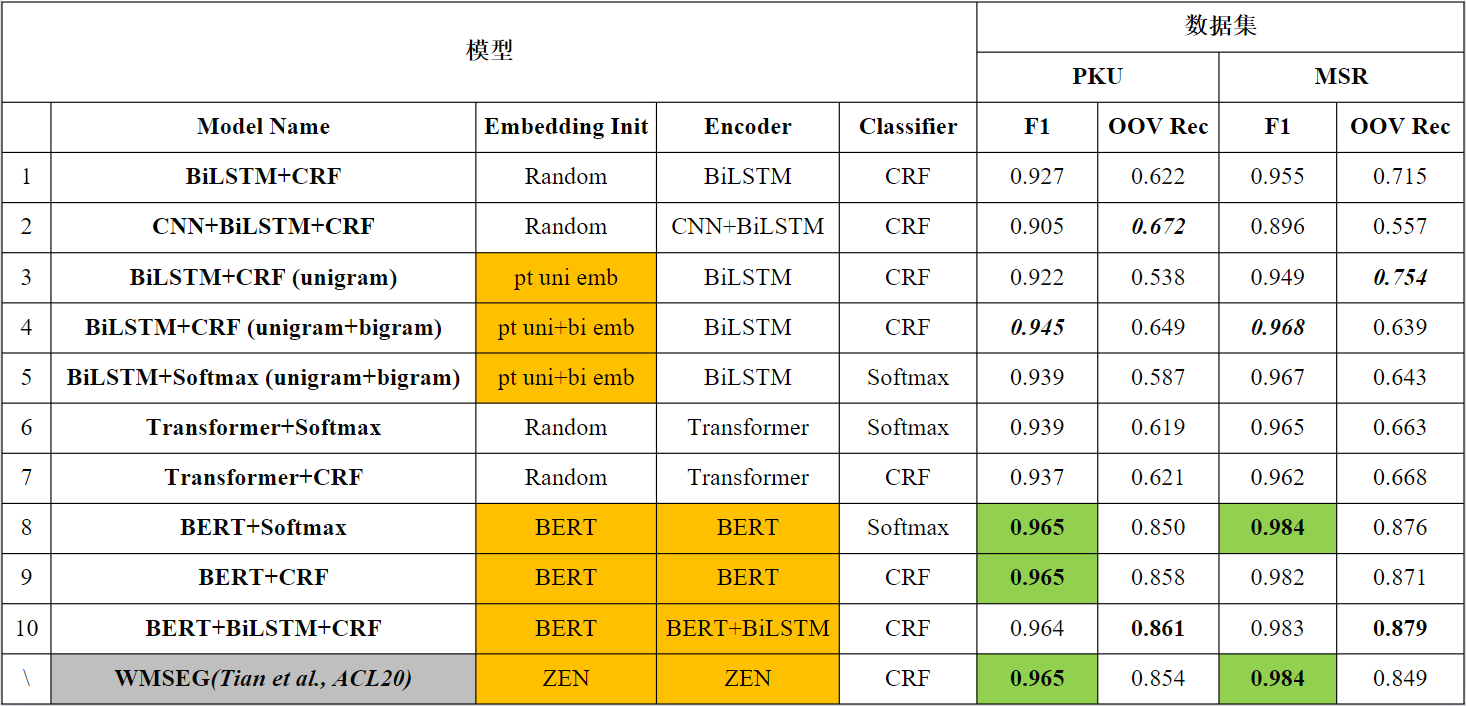 模型
数据集
PKU MSR
Model Name Embedding Init Encoder Classifier F1 OOV Rec F1 OOV Rec
1 BiLSTM+CRF Random BiLSTM CRF 0.927 0.622 0.955 0.715
2 CNN+BiLSTM+CRF Random CNN+BiLSTM CRF 0.905 0.672 0.896 0.557
3 BiLSTM+CRF (unigram) pt uni emb BiLSTM CRF 0.922 0.538 0.949 0.754
4 BiLSTM+CRF (unigram+bigram) pt uni+bi emb BiLSTM CRF 0.945 0.649 0.968 0.639
5 BiLSTM+Softmax (unigram+bigram) pt uni+bi emb BiLSTM Softmax 0.939 0.587 0.967 0.643
6 Transformer+Softmax Random Transformer Softmax 0.939 0.619 0.965 0.663
7 Transformer+CRF Random Transformer CRF 0.937 0.621 0.962 0.668
8 BERT+Softmax BERT BERT Softmax 0.965 0.850 0.984 0.876
9 BERT+CRF BERT BERT CRF 0.965 0.858 0.982 0.871
10 BERT+BiLSTM+CRF BERT BERT+BiLSTM CRF 0.964 0.861 0.983 0.879
\ WMSEG(Tian et al., ACL20) ZEN ZEN CRF 0.965 0.854 0.984 0.849